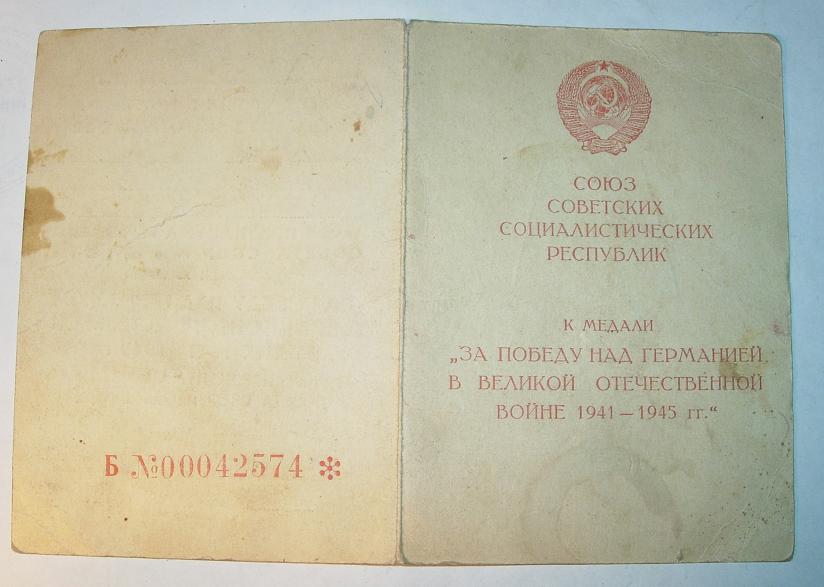 Б №00042574 *
СОЮЗ
СОВЕТСКИХ
СОЦИАЛИСТИЧЕСКИХ
РЕСПУБЛИК
К МЕДАЛИ
„ЗА ПОБЕДУ НАД ГЕРМАНИЕЙ
В ВЕЛИКОЙ ОТЕЧЕСТВЕННОЙ
ВОЙНЕ 1941 — 1945 гг.“